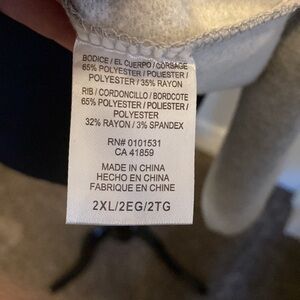 BODICE / EL CUERPO / CORSAGE
65% POLYESTER / POLIESTER /
POLYESTER / 35% RAYON
RIB / CORDONCILLO / BORDCOTE
65% POLYESTER / POLIESTER /
POLYESTER
32% RAYON / 3% SPANDEX
RN# 0101531
CA 41859
MADE IN CHINA
HECHO EN CHINA
FABRIQUE EN CHINE
2XL/2EG/2TG